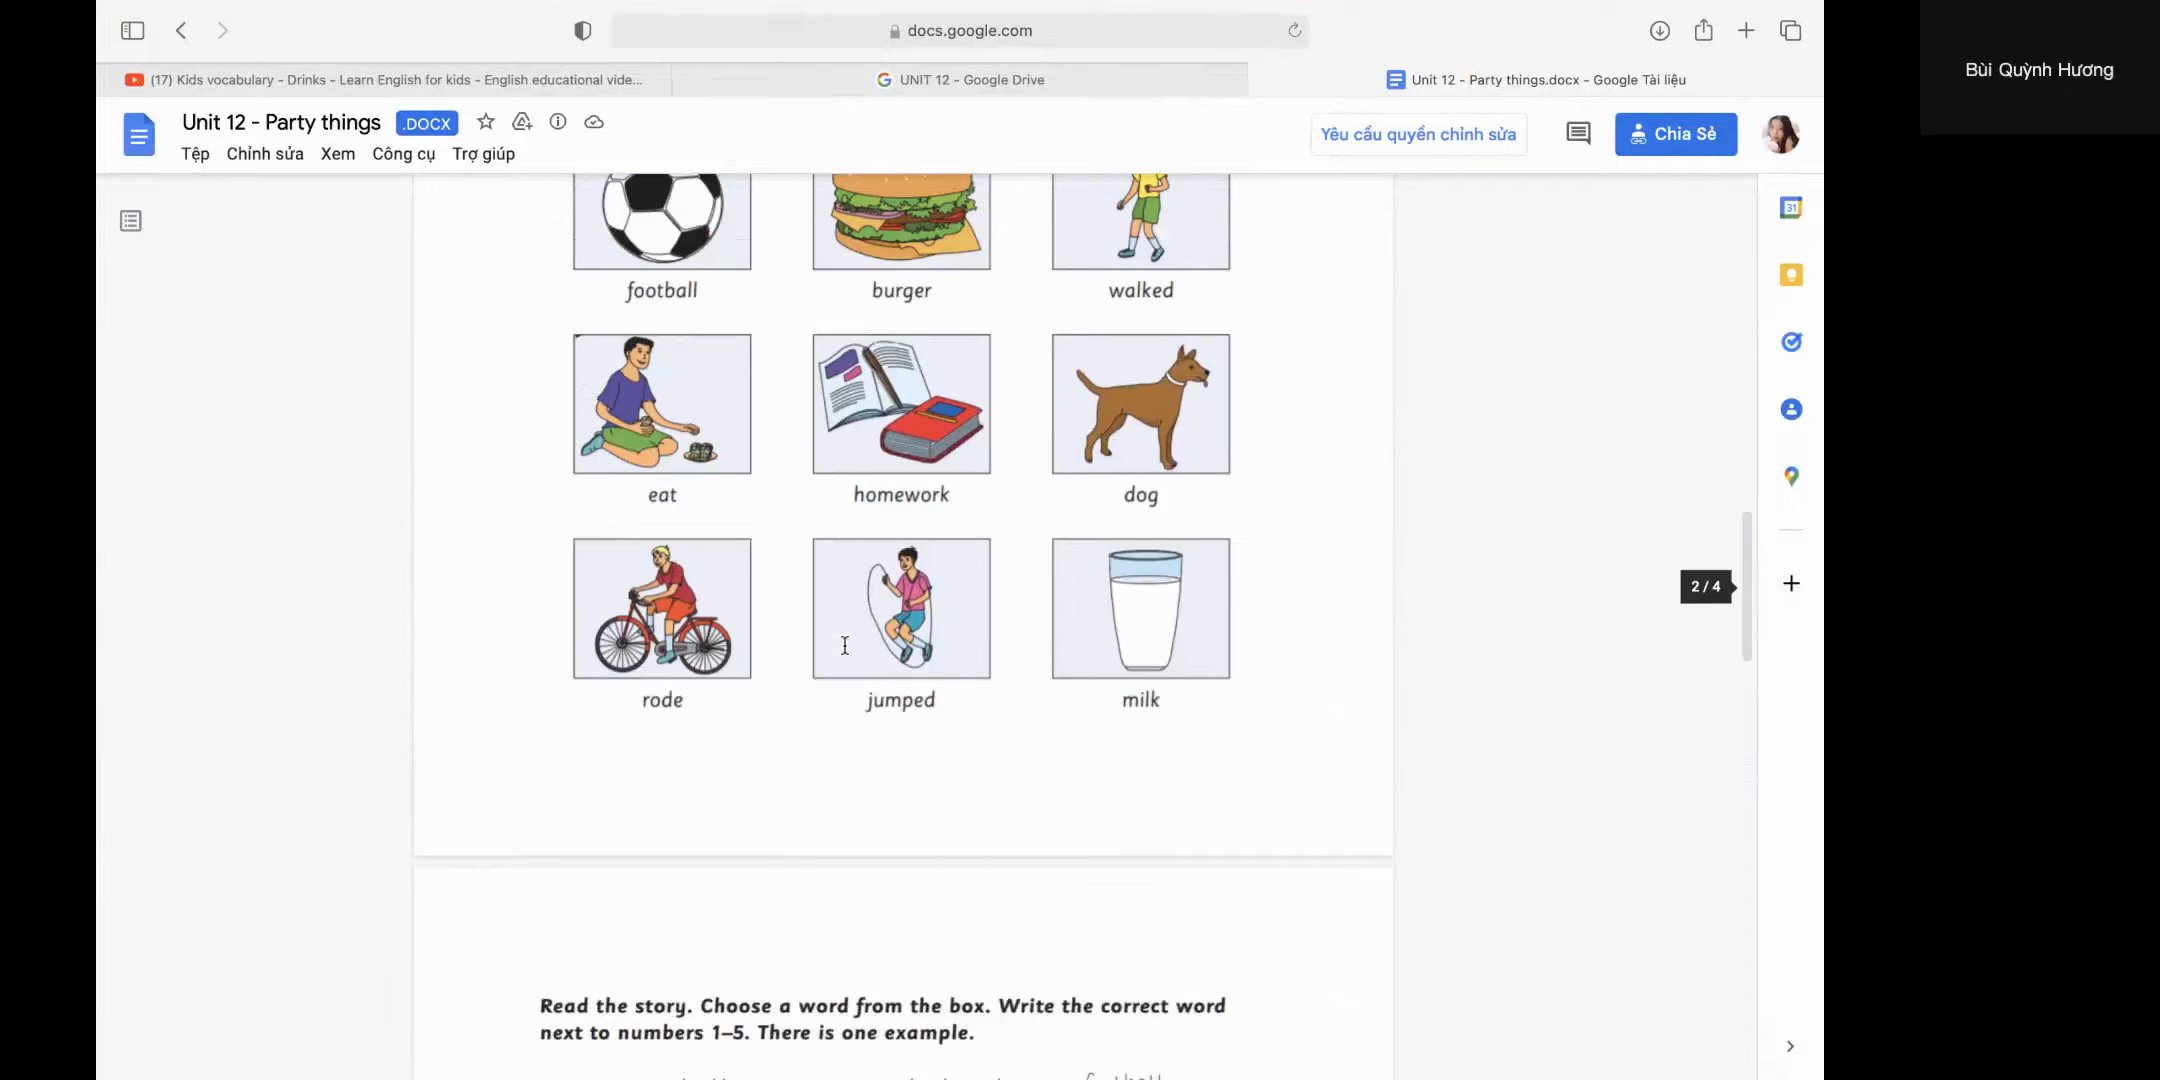 docs.google.com
Bùi Quỳnh Hương
(17) Kids vocabulary - Drinks - Learn English for kids - English educational vide...
UNIT 12 - Google Drive
Unit 12 - Party things.docx - Google Tài liệu
Unit 12 - Party things .DOCX
Yêu cầu quyền chỉnh sửa
Chia Sẻ
Tệp Chỉnh sửa Xem Công cụ Trợ giúp
31
football burger walked
eat homework dog
2 / 4
rode jumped milk
Read the story. Choose a word from the box. Write the correct word
next to numbers 1–5. There is one example.